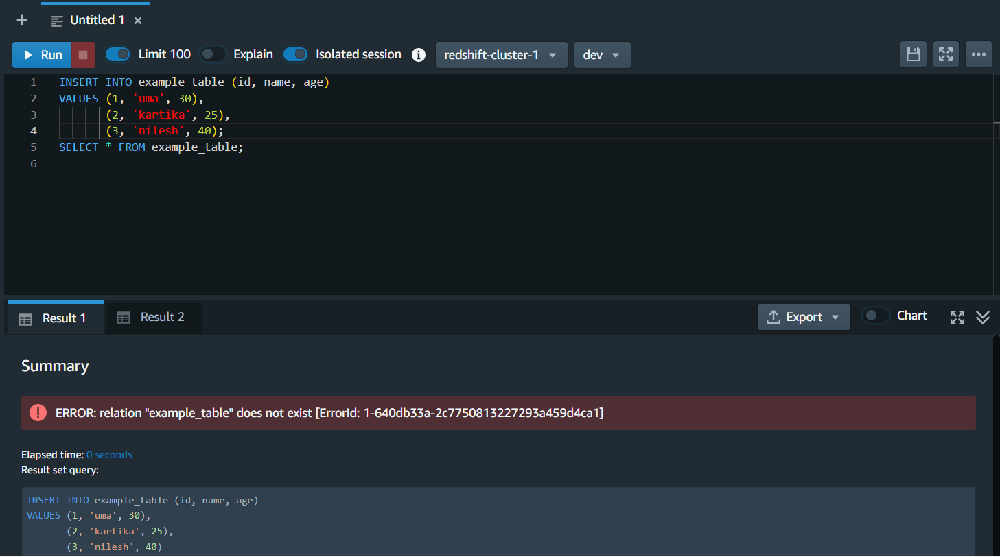 Untitled 1
Run
Limit 100
Explain
Isolated session
redshift-cluster-1
dev
1 INSERT INTO example_table (id, name, age)
2 VALUES (1, 'uma', 30),
3 (2, 'kartika', 25),
4 (3, 'nilesh', 40);
5 SELECT * FROM example_table;
6
Result 1
Result 2
Export
Chart
Summary
ERROR: relation "example_table" does not exist [ErrorId: 1-640db33a-2c7750813227293a459d4ca1]
Elapsed time: 0 seconds
Result set query:
INSERT INTO example_table (id, name, age)
VALUES (1, 'uma', 30),
(2, 'kartika', 25),
(3, 'nilesh', 40)